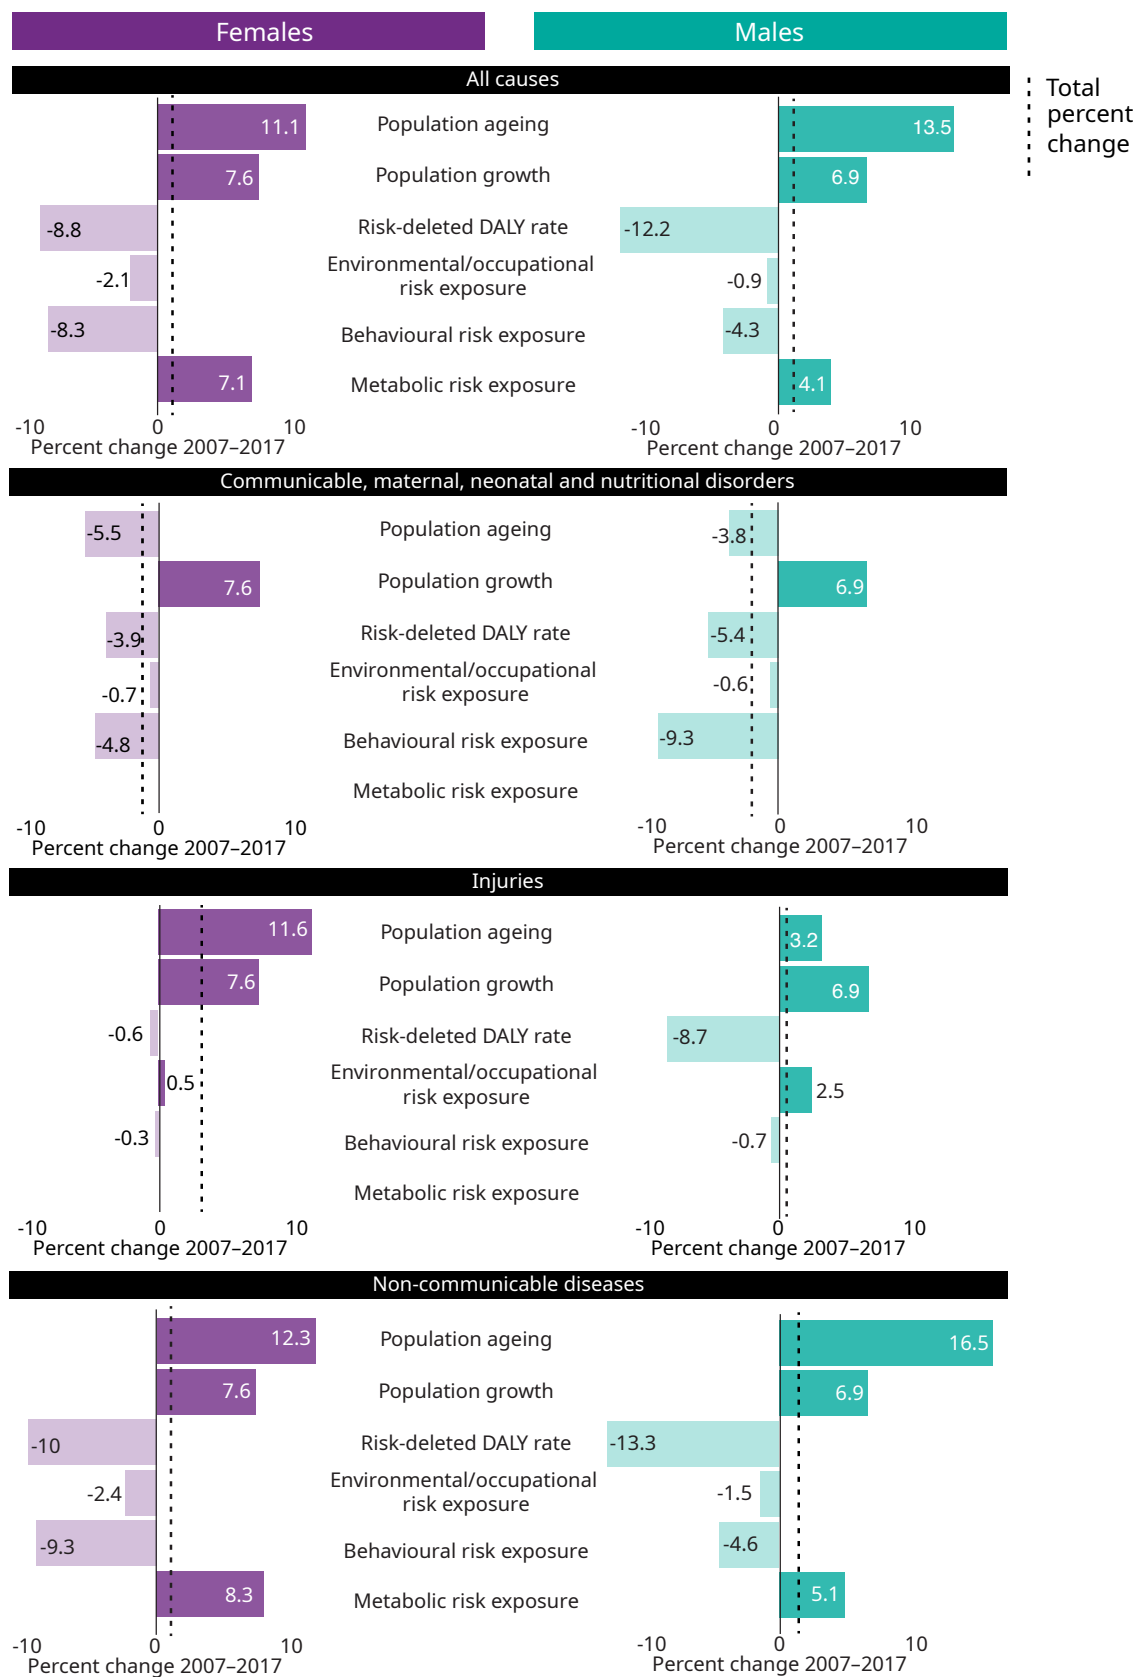 Females
Males
Total
percent
change
All causes
11.1
Population ageing
13.5
7.6
Population growth
6.9
-8.8
Risk-deleted DALY rate
-12.2
-2.1
Environmental/occupational
risk exposure
-0.9
-8.3
Behavioural risk exposure
-4.3
7.1
Metabolic risk exposure
4.1
-10 0 10
Percent change 2007–2017
-10 0 10
Percent change 2007–2017
Communicable, maternal, neonatal and nutritional disorders
-5.5
Population ageing
-3.8
7.6
Population growth
6.9
-3.9
Risk-deleted DALY rate
-5.4
-0.7
Environmental/occupational
risk exposure
-0.6
-4.8
Behavioural risk exposure
-9.3
Metabolic risk exposure
-10 0 10
Percent change 2007–2017
-10 0 10
Percent change 2007–2017
Injuries
11.6
Population ageing
3.2
7.6
Population growth
6.9
-0.6
Risk-deleted DALY rate
-8.7
0.5
Environmental/occupational
risk exposure
2.5
-0.3
Behavioural risk exposure
-0.7
Metabolic risk exposure
-10 0 10
Percent change 2007–2017
-10 0 10
Percent change 2007–2017
Non-communicable diseases
12.3
Population ageing
16.5
7.6
Population growth
6.9
-10
Risk-deleted DALY rate
-13.3
-2.4
Environmental/occupational
risk exposure
-1.5
-9.3
Behavioural risk exposure
-4.6
8.3
Metabolic risk exposure
5.1
-10 0 10
Percent change 2007–2017
-10 0 10
Percent change 2007–2017